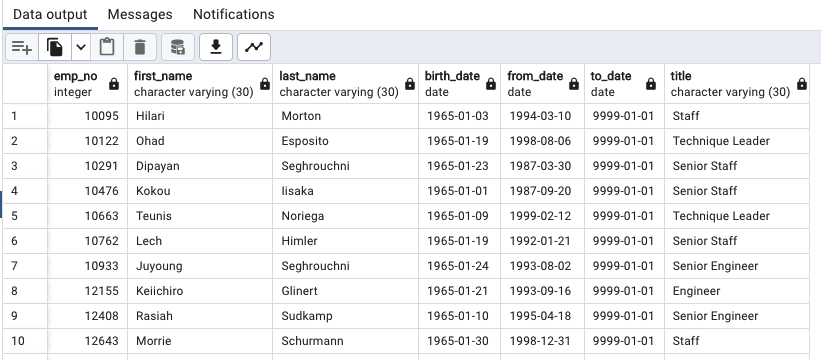 Data output Messages Notifications
emp_no first_name last_name birth_date from_date to_date title
integer character varying (30) character varying (30) date date date character varying (30)
1 10095 Hilari Morton 1965-01-03 1994-03-10 9999-01-01 Staff
2 10122 Ohad Esposito 1965-01-19 1998-08-06 9999-01-01 Technique Leader
3 10291 Dipayan Seghrouchni 1965-01-23 1987-03-30 9999-01-01 Senior Staff
4 10476 Kokou Iisaka 1965-01-01 1987-09-20 9999-01-01 Senior Staff
5 10663 Teunis Noriega 1965-01-09 1999-02-12 9999-01-01 Technique Leader
6 10762 Lech Himler 1965-01-19 1992-01-21 9999-01-01 Senior Staff
7 10933 Juyoung Seghrouchni 1965-01-24 1993-08-02 9999-01-01 Senior Engineer
8 12155 Keiichiro Glinert 1965-01-21 1993-09-16 9999-01-01 Engineer
9 12408 Rasiah Sudkamp 1965-01-10 1995-04-18 9999-01-01 Senior Engineer
10 12643 Morrie Schurmann 1965-01-30 1998-12-31 9999-01-01 Staff